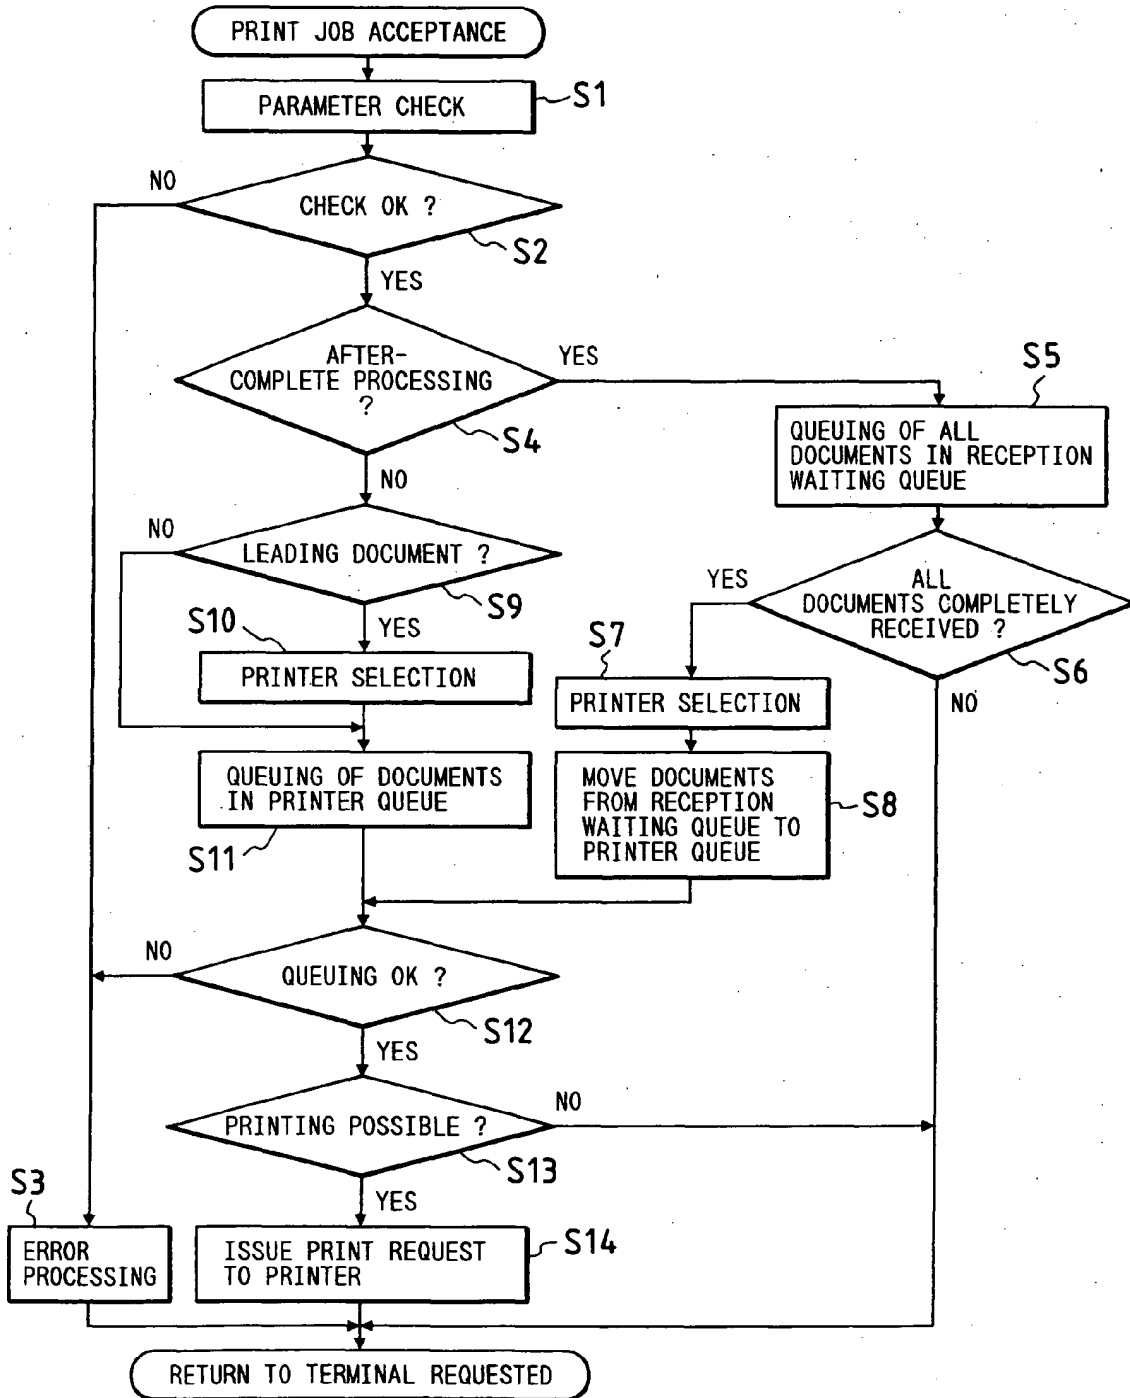 PRINT JOB ACCEPTANCE
S1
PARAMETER CHECK
NO
CHECK OK ?
S2
YES
AFTER-
COMPLETE PROCESSING
?
YES
S4
S5
QUEUING OF ALL
DOCUMENTS IN RECEPTION
WAITING QUEUE
NO
NO
LEADING DOCUMENT ?
S9
YES
ALL
DOCUMENTS COMPLETELY
RECEIVED ?
S6
YES
NO
S10
PRINTER SELECTION
S7
PRINTER SELECTION
QUEUING OF DOCUMENTS
IN PRINTER QUEUE
S11
MOVE DOCUMENTS
FROM RECEPTION
WAITING QUEUE TO
PRINTER QUEUE
S8
NO
QUEUING OK ?
S12
YES
PRINTING POSSIBLE ?
NO
S13
YES
S3
ERROR
PROCESSING
ISSUE PRINT REQUEST
TO PRINTER
S14
RETURN TO TERMINAL REQUESTED